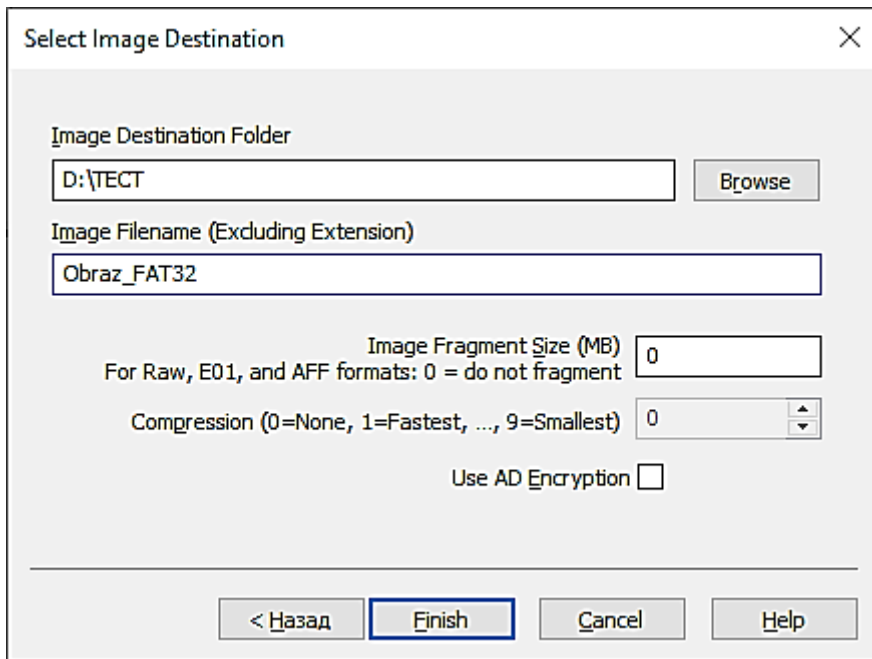 Select Image Destination
Image Destination Folder
D:\ТЕСТ
Browse
Image Filename (Excluding Extension)
Obraz_FAT32
Image Fragment Size (MB)
For Raw, E01, and AFF formats: 0 = do not fragment
0
Compression (0=None, 1=Fastest, ..., 9=Smallest)
0
Use AD Encryption
< Назад
Finish
Cancel
Help